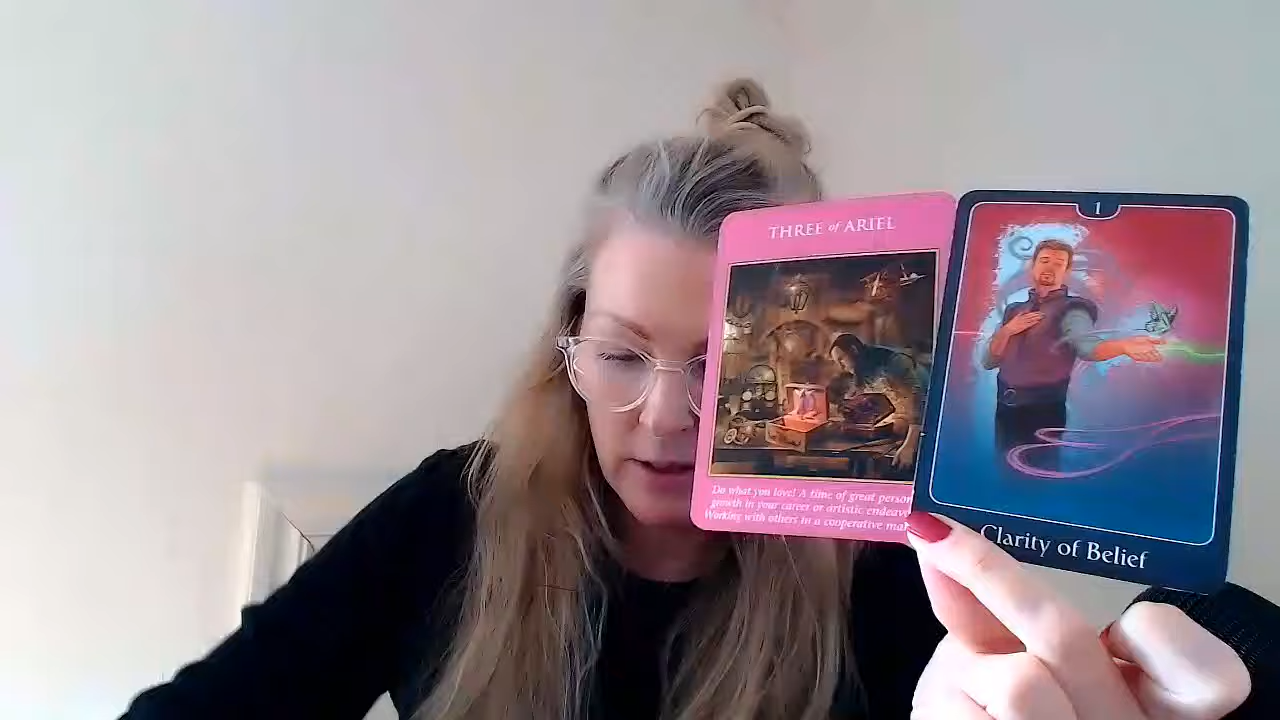 THREE of ARIEL
Do what you love! A time of great person
growth in your career or artistic endeavo
Working with others in a cooperative ma
1
Clarity of Belief